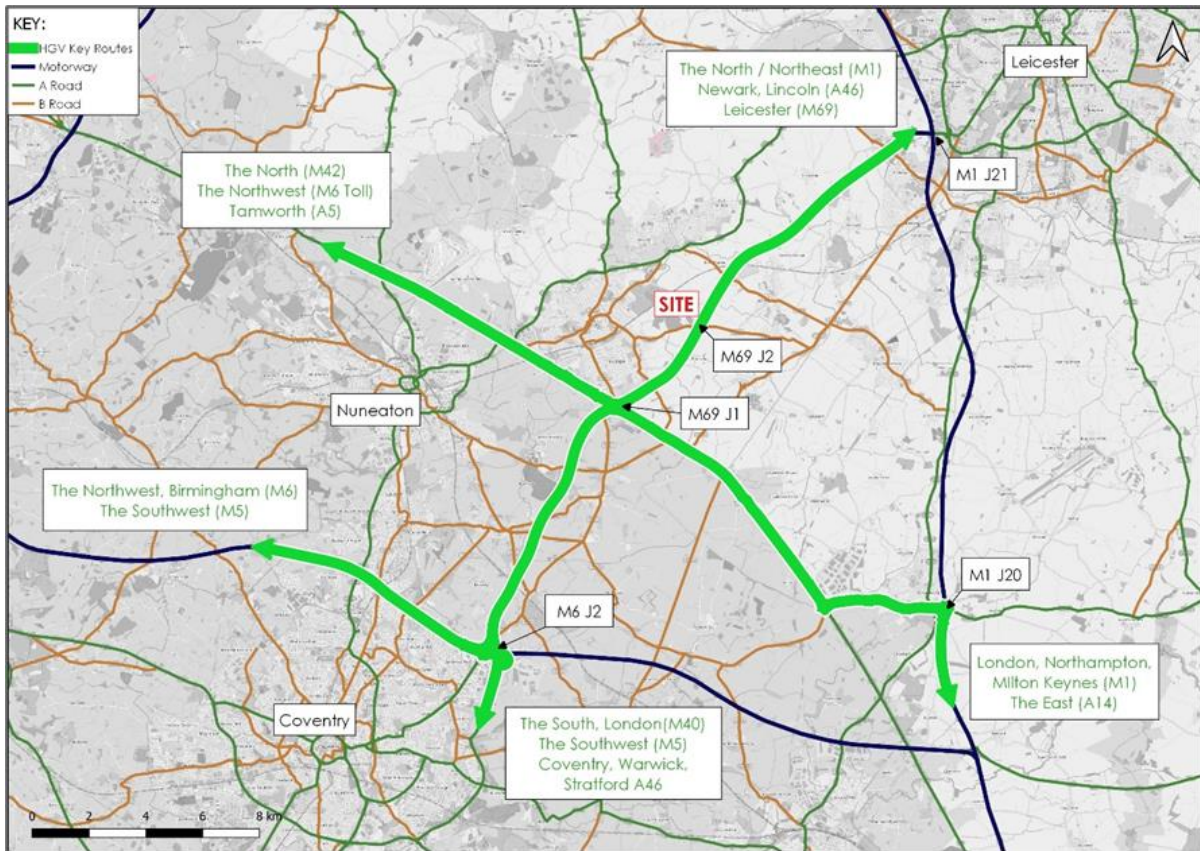 KEY:
HGV Key Routes
Motorway
A Road
B Road
The North / Northeast (M1)
Newark, Lincoln (A46)
Leicester (M69)
Leicester
M1 J21
The North (M42)
The Northwest (M6 Toll)
Tamworth (A5)
SITE
M69 J2
Nuneaton
M69 J1
The Northwest, Birmingham (M6)
The Southwest (M5)
M1 J20
M6 J2
London, Northampton,
Milton Keynes (M1)
The East (A14)
Coventry
The South, London(M40)
The Southwest (M5)
Coventry, Warwick,
Stratford A46
0 2 4 6 8 km